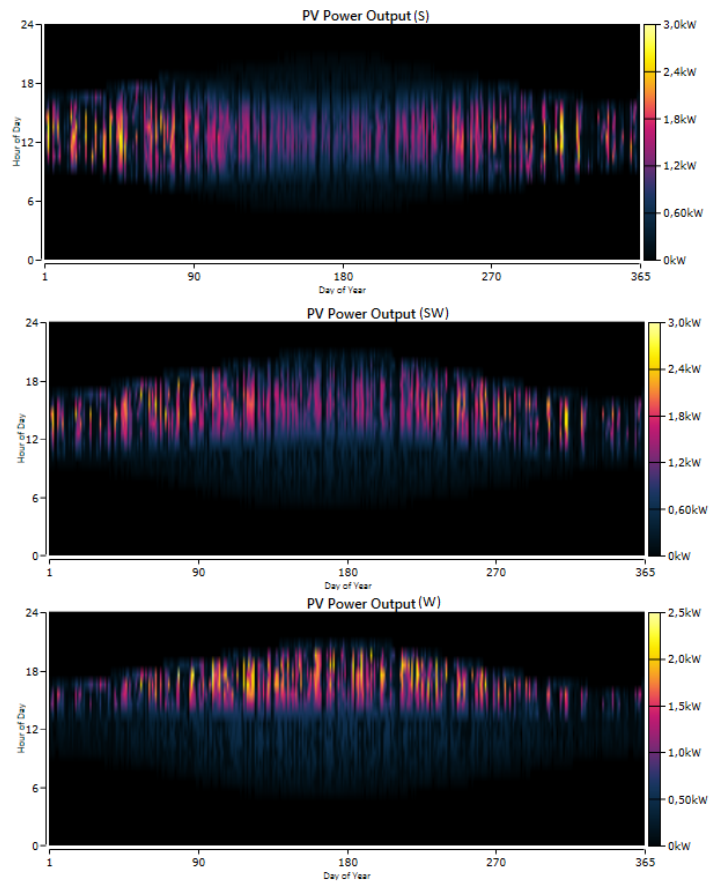 PV Power Output (S)
24
18
12
6
0
Hour of Day
1
90
180
270
365
Day of Year
3,0kW
2,4kW
1,8kW
1,2kW
0,60kW
0kW
PV Power Output (SW)
24
18
12
6
0
Hour of Day
1
90
180
270
365
Day of Year
3,0kW
2,4kW
1,8kW
1,2kW
0,60kW
0kW
PV Power Output (W)
24
18
12
6
0
Hour of Day
1
90
180
270
365
Day of Year
2,5kW
2,0kW
1,5kW
1,0kW
0,50kW
0kW